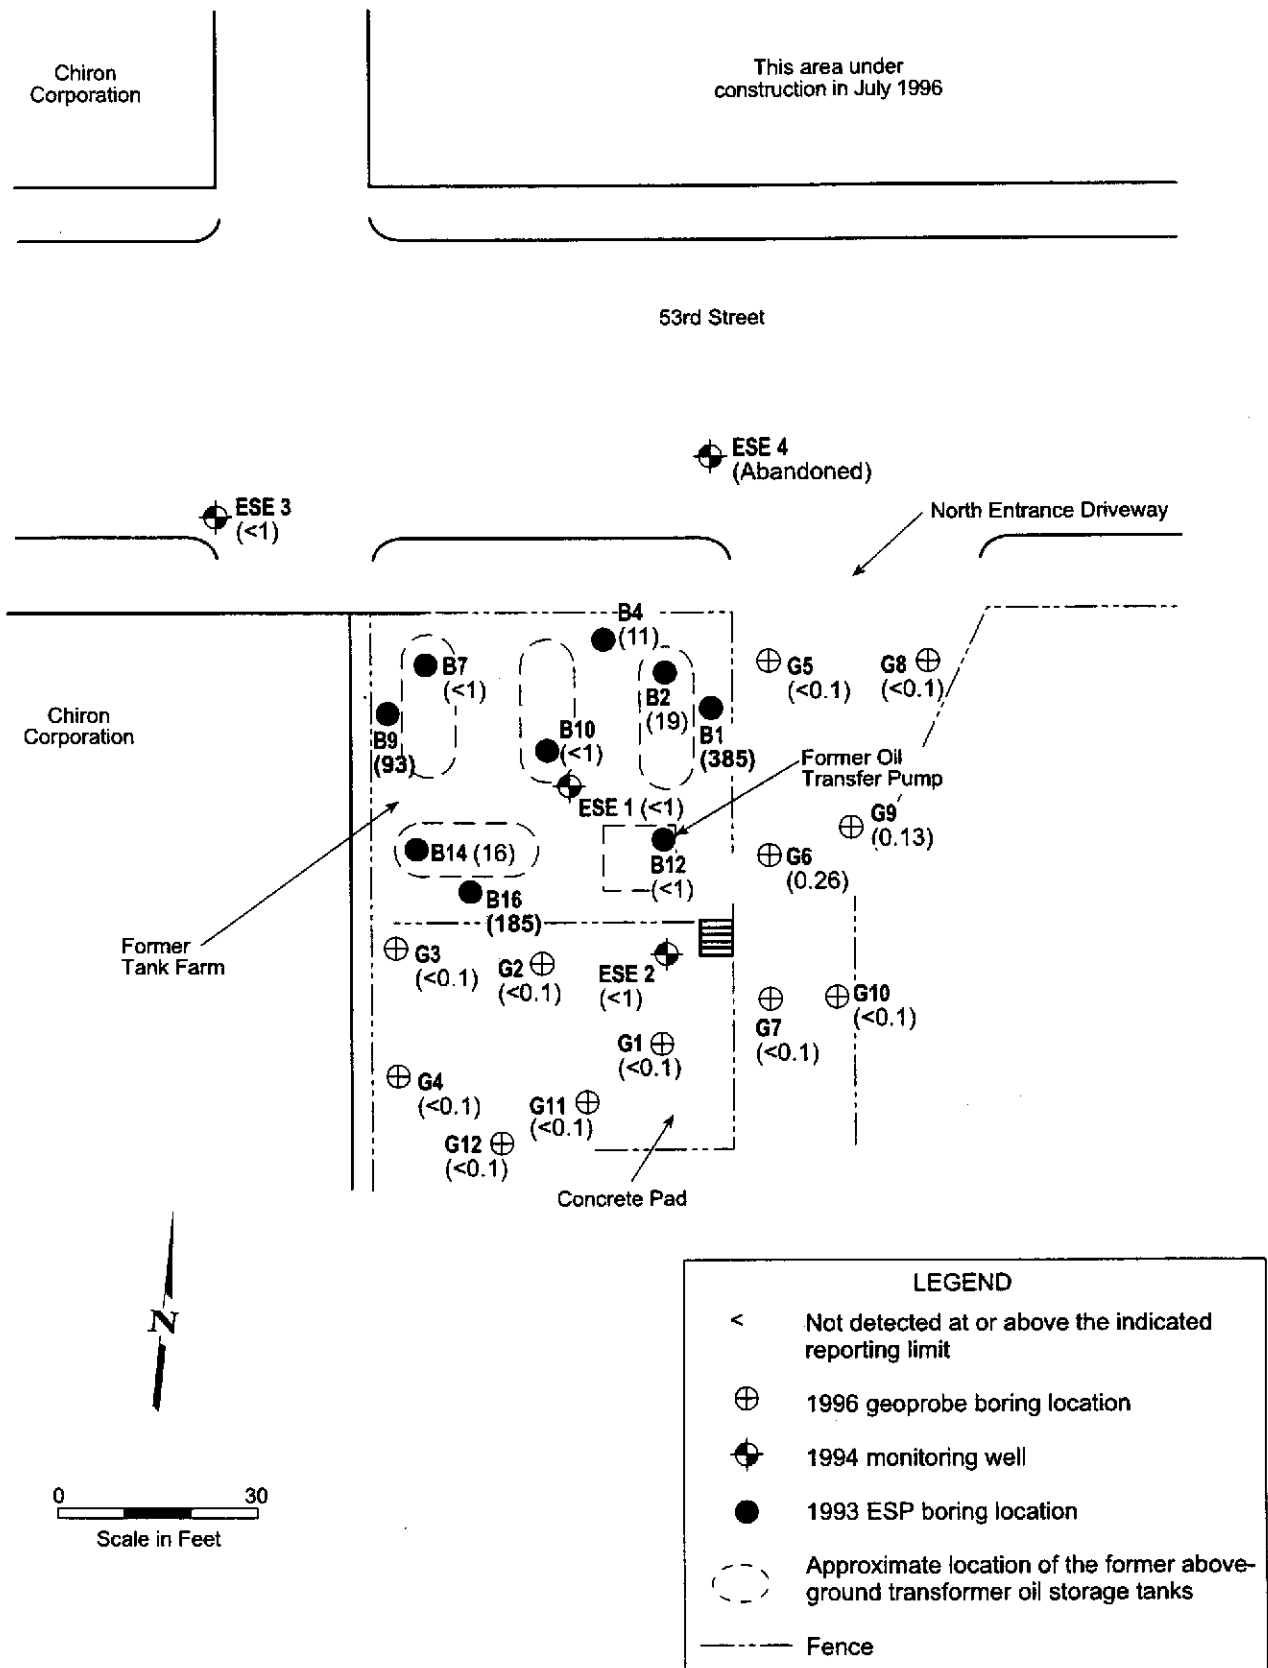 Chiron
Corporation
This area under
construction in July 1996
53rd Street
ESE 4
(Abandoned)
ESE 3
(<1)
North Entrance Driveway
B4
(11)
B7
(<1)
B2
(19)
G5
(<0.1)
G8
(<0.1)
Chiron
Corporation
B9
(93)
B10
(<1)
B1
(385)
Former Oil
Transfer Pump
ESE 1 (<1)
G9
(0.13)
B14 (16)
B12
(<1)
G6
(0.26)
B16
(185)
Former
Tank Farm
G3
(<0.1)
G2
(<0.1)
ESE 2
(<1)
G10
(<0.1)
G7
(<0.1)
G1
(<0.1)
G4
(<0.1)
G11
(<0.1)
G12
(<0.1)
Concrete Pad
N
0 30
Scale in Feet
LEGEND
< Not detected at or above the indicated
reporting limit
1996 geoprobe boring location
1994 monitoring well
1993 ESP boring location
Approximate location of the former above-
ground transformer oil storage tanks
Fence